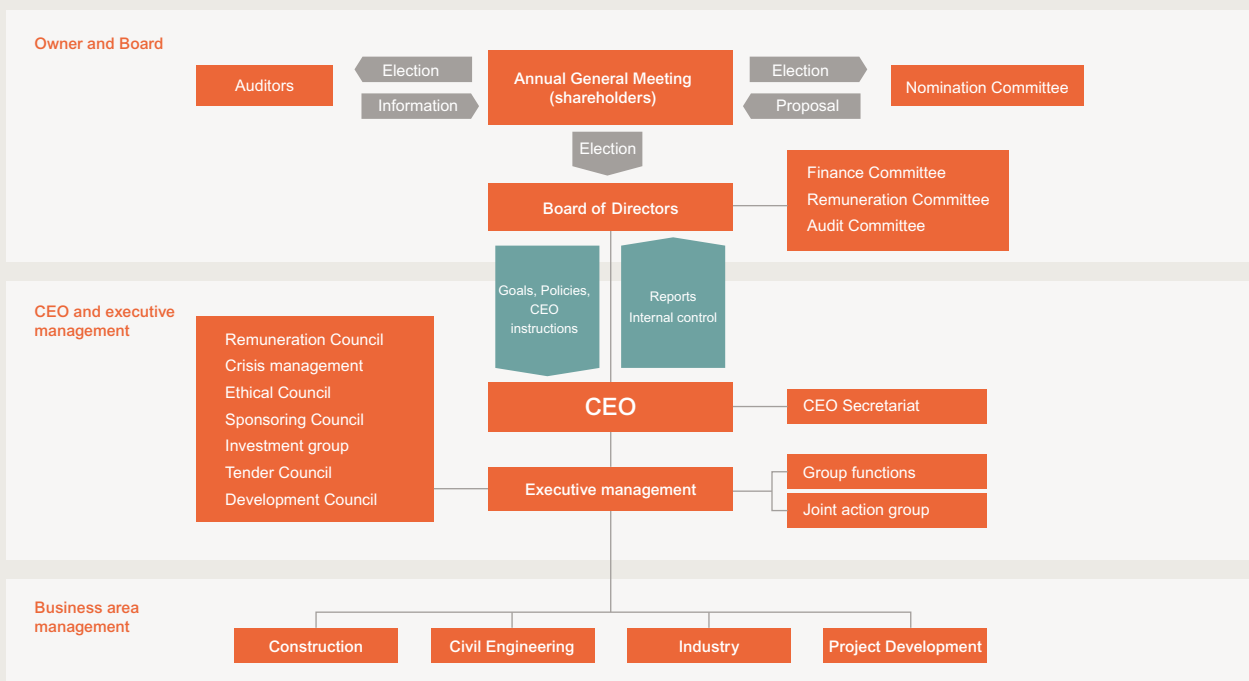 Owner and Board
Auditors
Election
Information
Annual General Meeting
(shareholders)
Election
Proposal
Nomination Committee
Election
Board of Directors
Finance Committee
Remuneration Committee
Audit Committee
Goals, Policies,
CEO
instructions
Reports
Internal control
CEO and executive
management
Remuneration Council
Crisis management
Ethical Council
Sponsoring Council
Investment group
Tender Council
Development Council
CEO
CEO Secretariat
Executive management
Group functions
Joint action group
Business area
management
Construction
Civil Engineering
Industry
Project Development